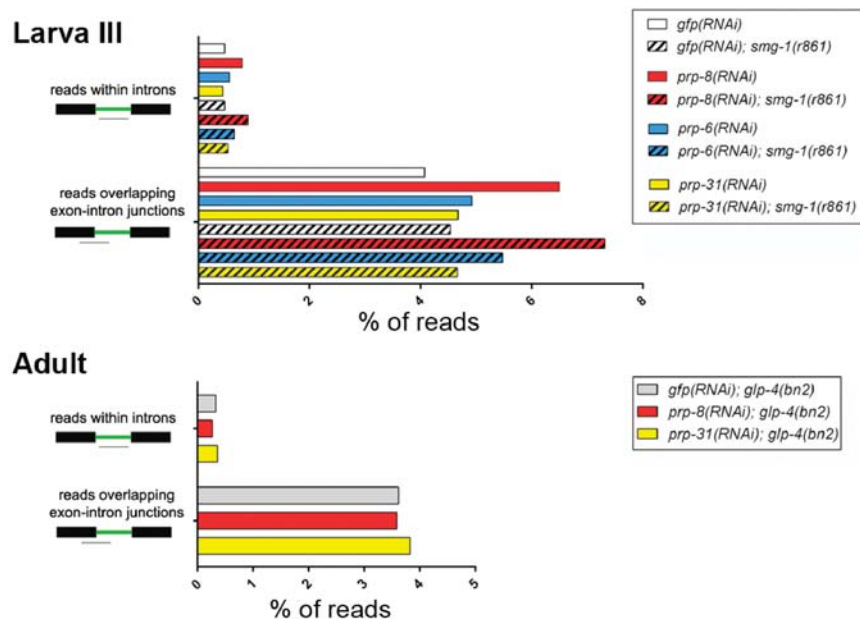 Larva III
reads within introns
reads overlapping
exon-intron junctions
0
2
4
6
8
% of reads
gfp(RNAi)
gfp(RNAi); smg-1(r861)
prp-8(RNAi)
prp-8(RNAi); smg-1(r861)
prp-6(RNAi)
prp-6(RNAi); smg-1(r861)
prp-31(RNAi)
prp-31(RNAi); smg-1(r861)
Adult
reads within introns
reads overlapping
exon-intron junctions
0
1
2
3
4
5
% of reads
gfp(RNAi); glp-4(bn2)
prp-8(RNAi); glp-4(bn2)
prp-31(RNAi); glp-4(bn2)